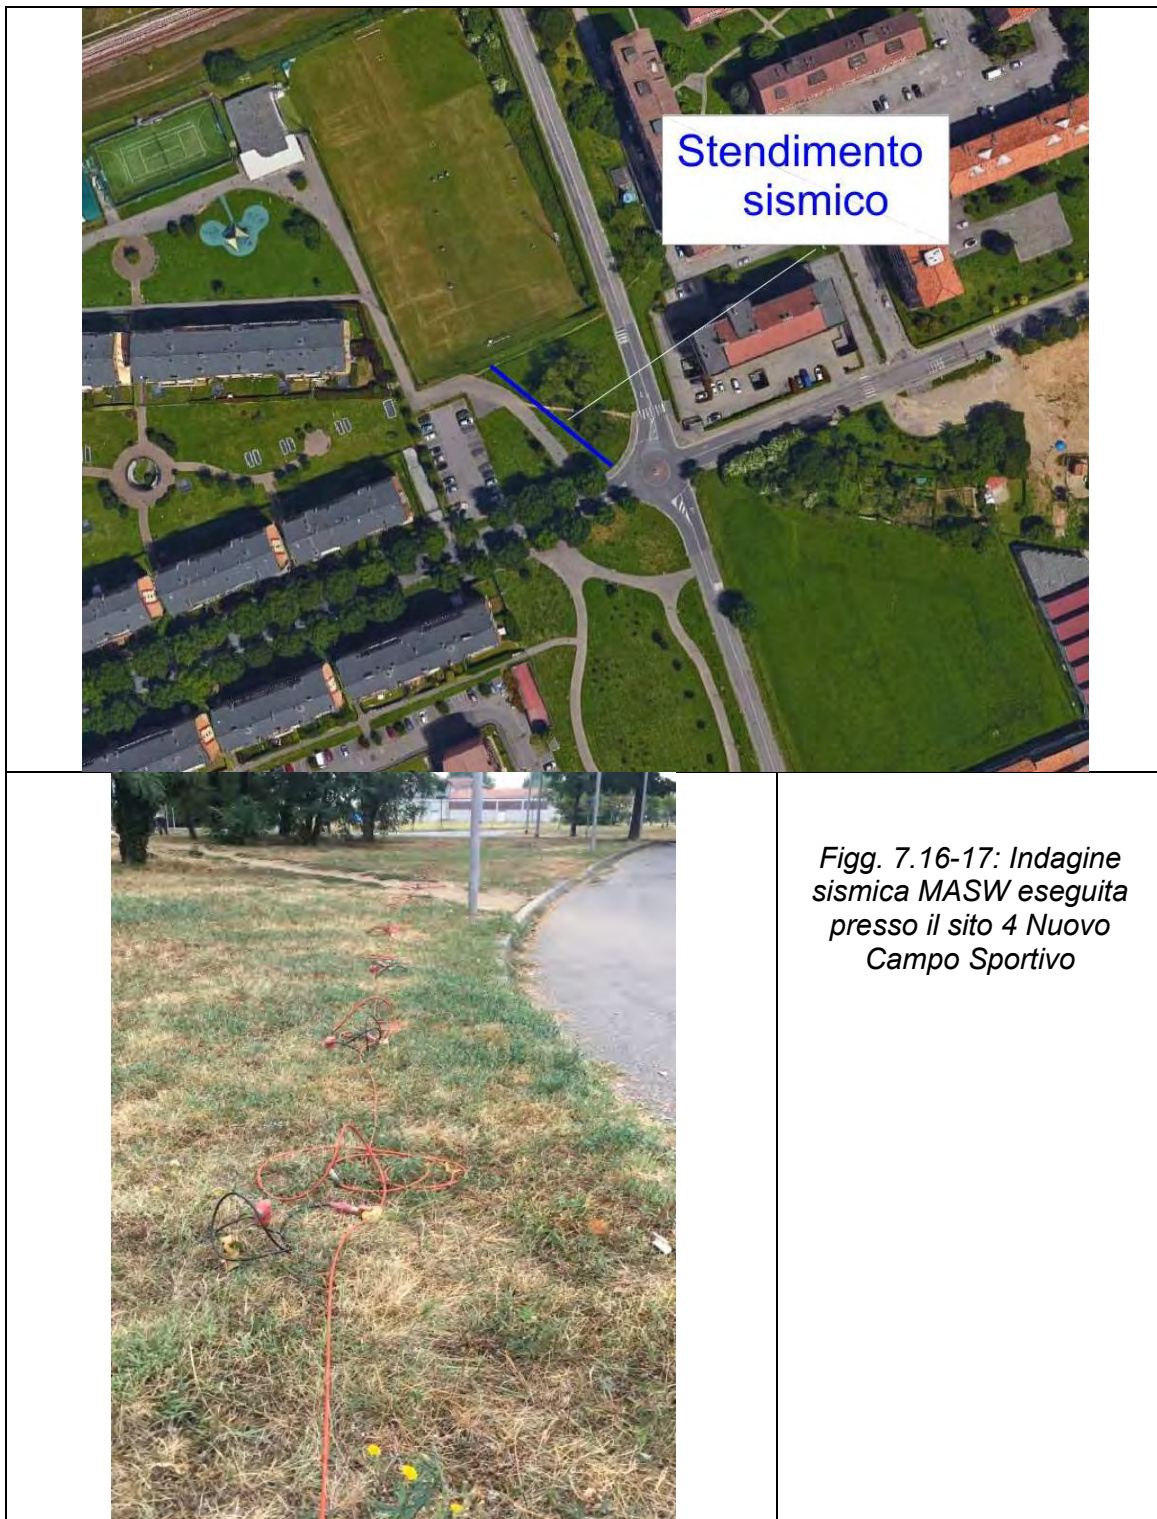 Stendimento
sismico
Figg. 7.16-17: Indagine
sismica MASW eseguita
presso il sito 4 Nuovo
Campo Sportivo